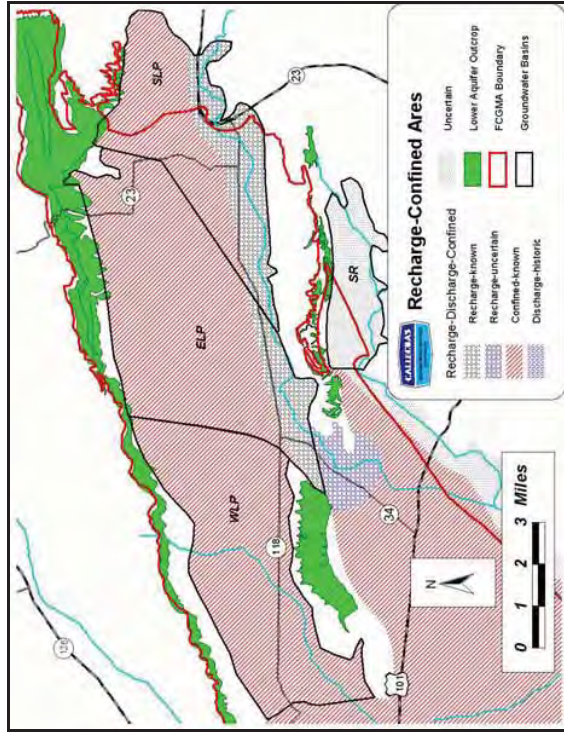 SLP
23
23
ELP
WLP
SR
118
34
126
101
N
0 1 2 3 Miles
CALLEGUAS
Recharge-Confined Ares
Recharge-Discharge-Confined
Recharge-known
Recharge-uncertain
Confined-known
Discharge-historic
Uncertain
Lower Aquifer Outcrop
FCGMA Boundary
Groundwater Basins